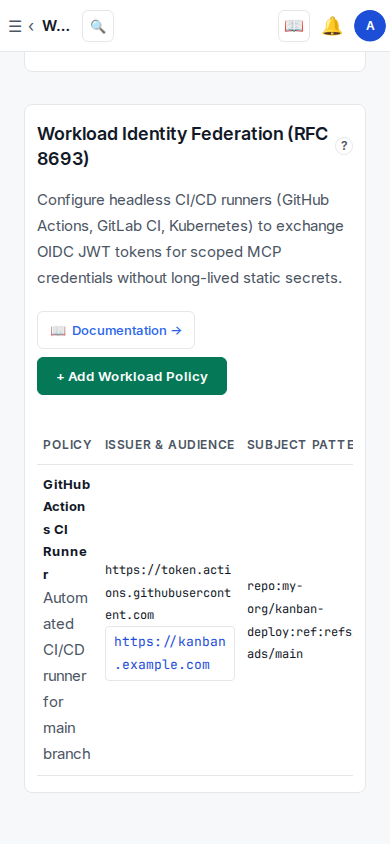 W...
A
Workload Identity Federation (RFC
8693)
?
Configure headless CI/CD runners (GitHub
Actions, GitLab CI, Kubernetes) to exchange
OIDC JWT tokens for scoped MCP
credentials without long-lived static secrets.
Documentation →
+ Add Workload Policy
POLICY ISSUER & AUDIENCE SUBJECT PATTE
GitHub
Action
s CI
Runne
r
Autom
ated
CI/CD
runner
for
main
branch
https://token.acti
ons.githubusercont
ent.com
https://kanban
.example.com
repo:my-
org/kanban-
deploy:ref:refs
ads/main